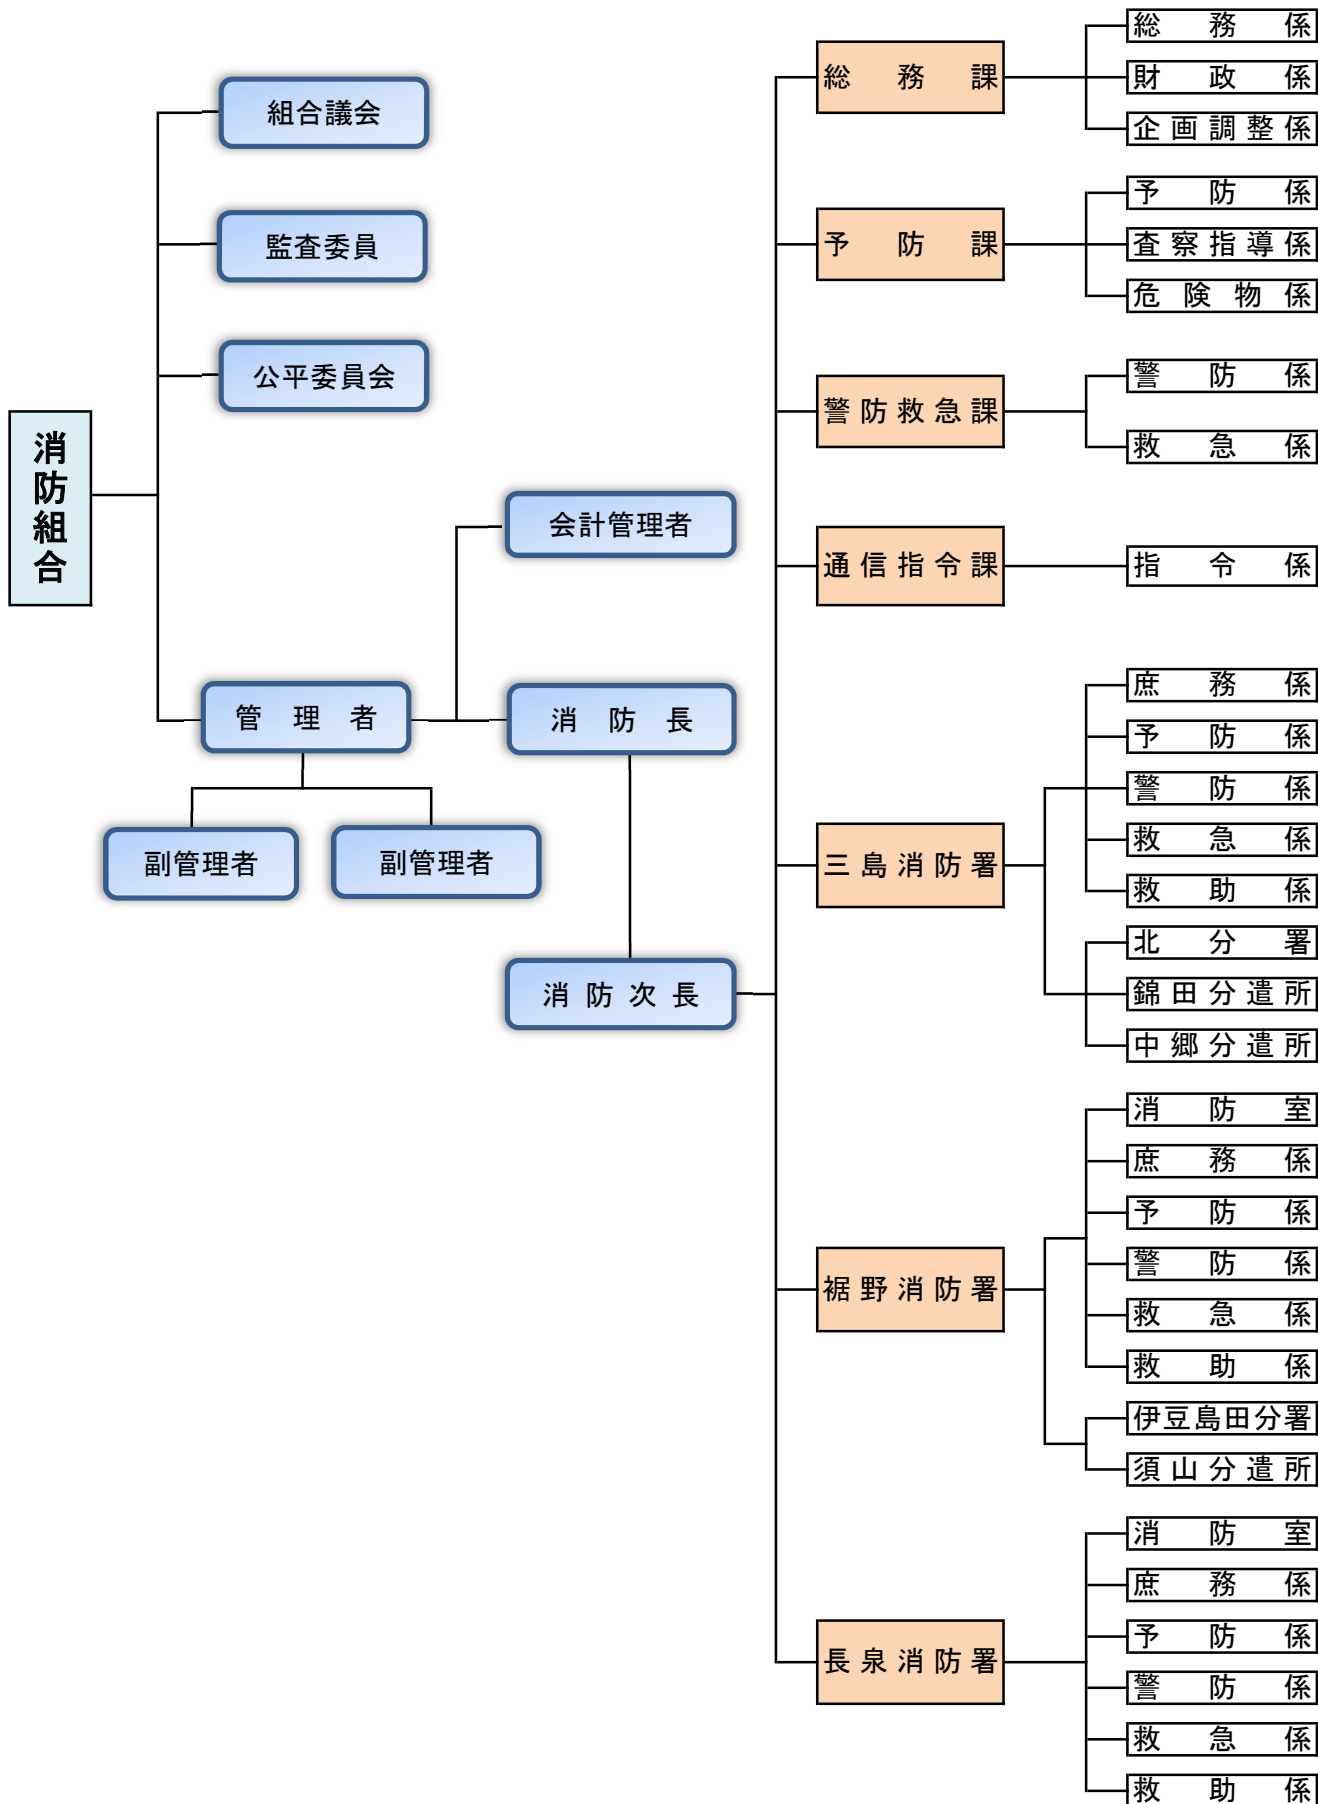 消防組合
組合議会
監査委員
公平委員会
管理者
副管理者
副管理者
会計管理者
消防長
消防次長
総務課
総務係
財政係
企画調整係
予防課
予防係
査察指導係
危険物係
警防救急課
警防係
救急係
通信指令課
指令係
三島消防署
庶務係
予防係
警防係
救急係
救助係
北分署
錦田分遣所
中郷分遣所
裾野消防署
消防室
庶務係
予防係
警防係
救急係
救助係
伊豆島田分署
須山分遣所
長泉消防署
消防室
庶務係
予防係
警防係
救急係
救助係